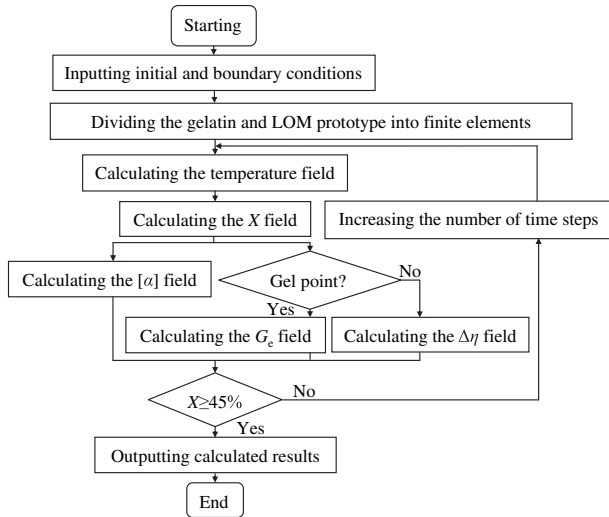 Starting
Inputting initial and boundary conditions
Dividing the gelatin and LOM prototype into finite elements
Calculating the temperature field
Calculating the X field
Increasing the number of time steps
Calculating the [α] field
Gel point?
No
Yes
Calculating the Ge field
Calculating the Δη field
X≥45%
No
Yes
Outputting calculated results
End